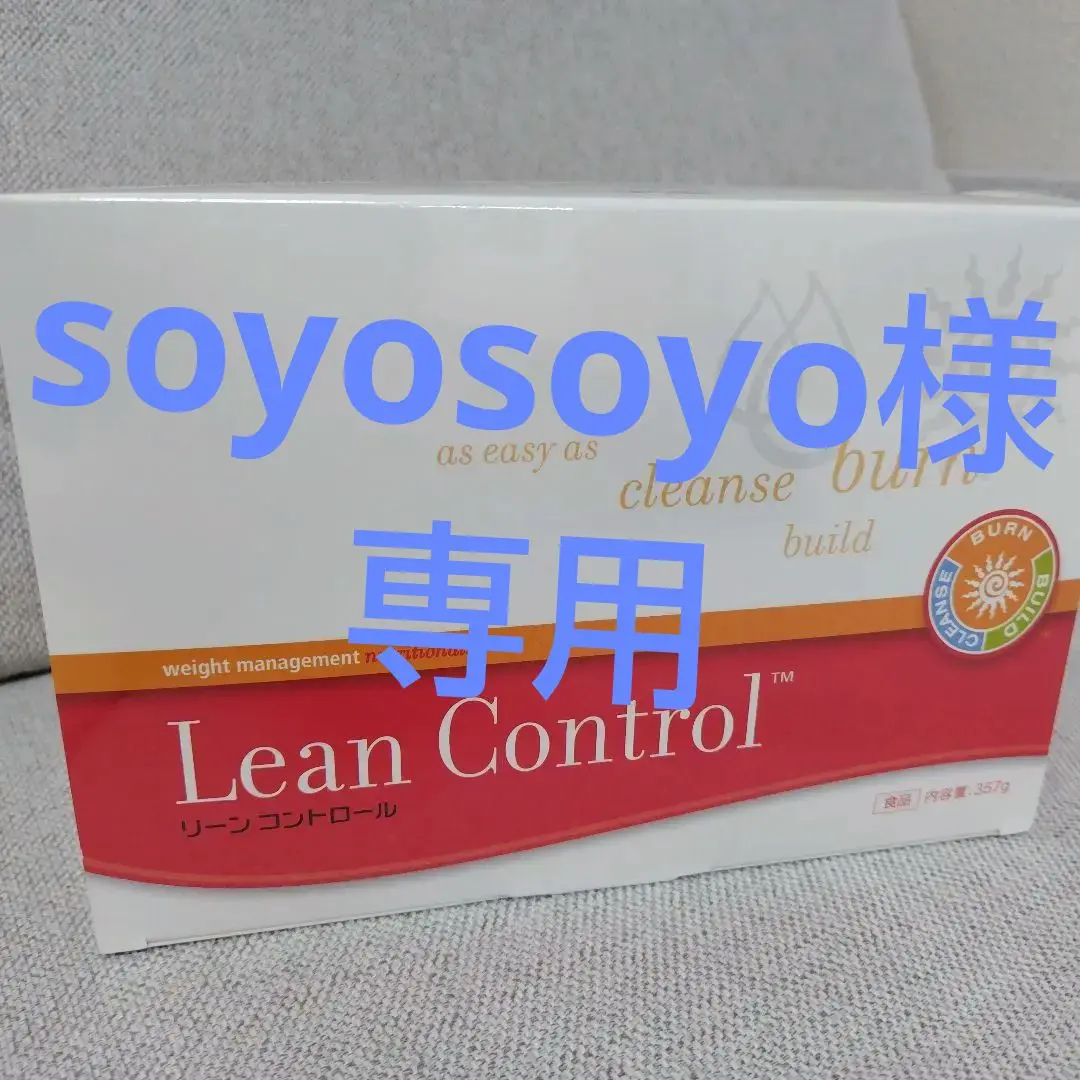 soyosoyo様
専用
as easy as
cleanse burn
build
BURN
BUILD
CLEANSE
weight management nutritionals
Lean Control™
リーン コントロール
食品 内容量.357g